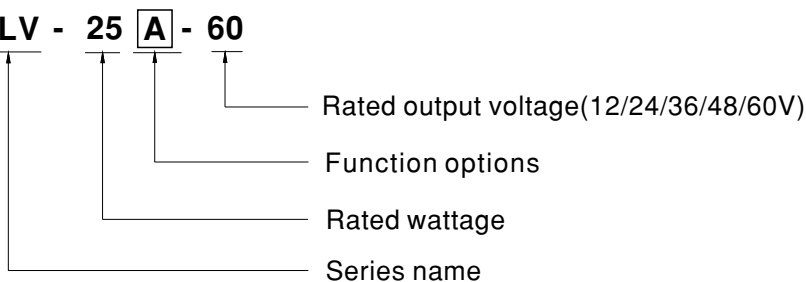 LV - 25 A - 60
Rated output voltage(12/24/36/48/60V)
Function options
Rated wattage
Series name